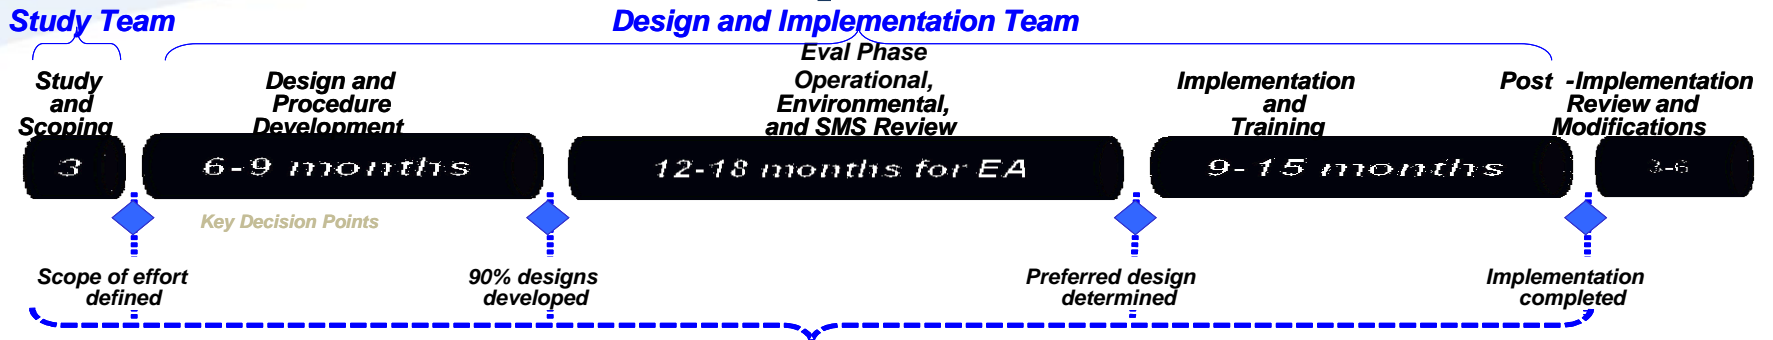 Study Team
Design and Implementation Team
Study
and
Scoping
Design and
Procedure
Development
Eval Phase
Operational,
Environmental,
and SMS Review
Implementation
and
Training
Post -Implementation
Review and
Modifications
3
6-9 months
12-18 months for EA
9-15 months
3-6
Key Decision Points
Scope of effort
defined
90% designs
developed
Preferred design
determined
Implementation
completed